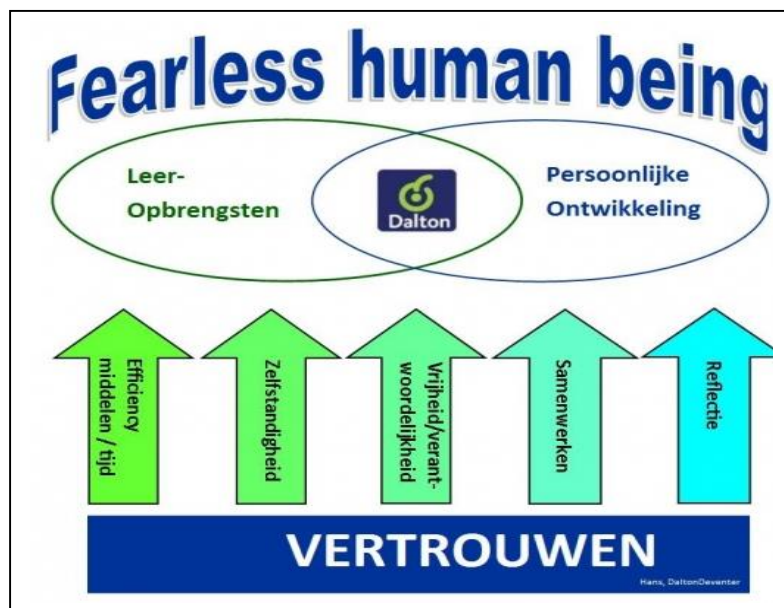 Fearless human being
Leer-
Opbrengsten
Dalton
Persoonlijke
Ontwikkeling
Efficiency
middelen / tijd
Zelfstandigheid
Vrijheid/verant-
woordelijkheid
Samenwerken
Reflectie
VERTROUWEN
Hans, DaltonDeventer